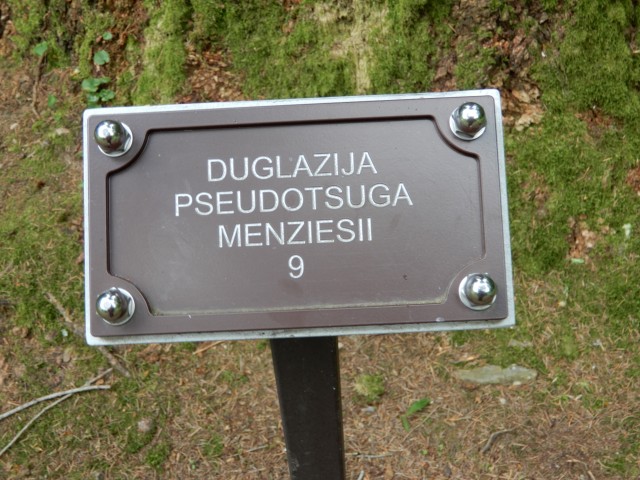 DUGLAZIJA
PSEUDOTSUGA
MENZIESII
9